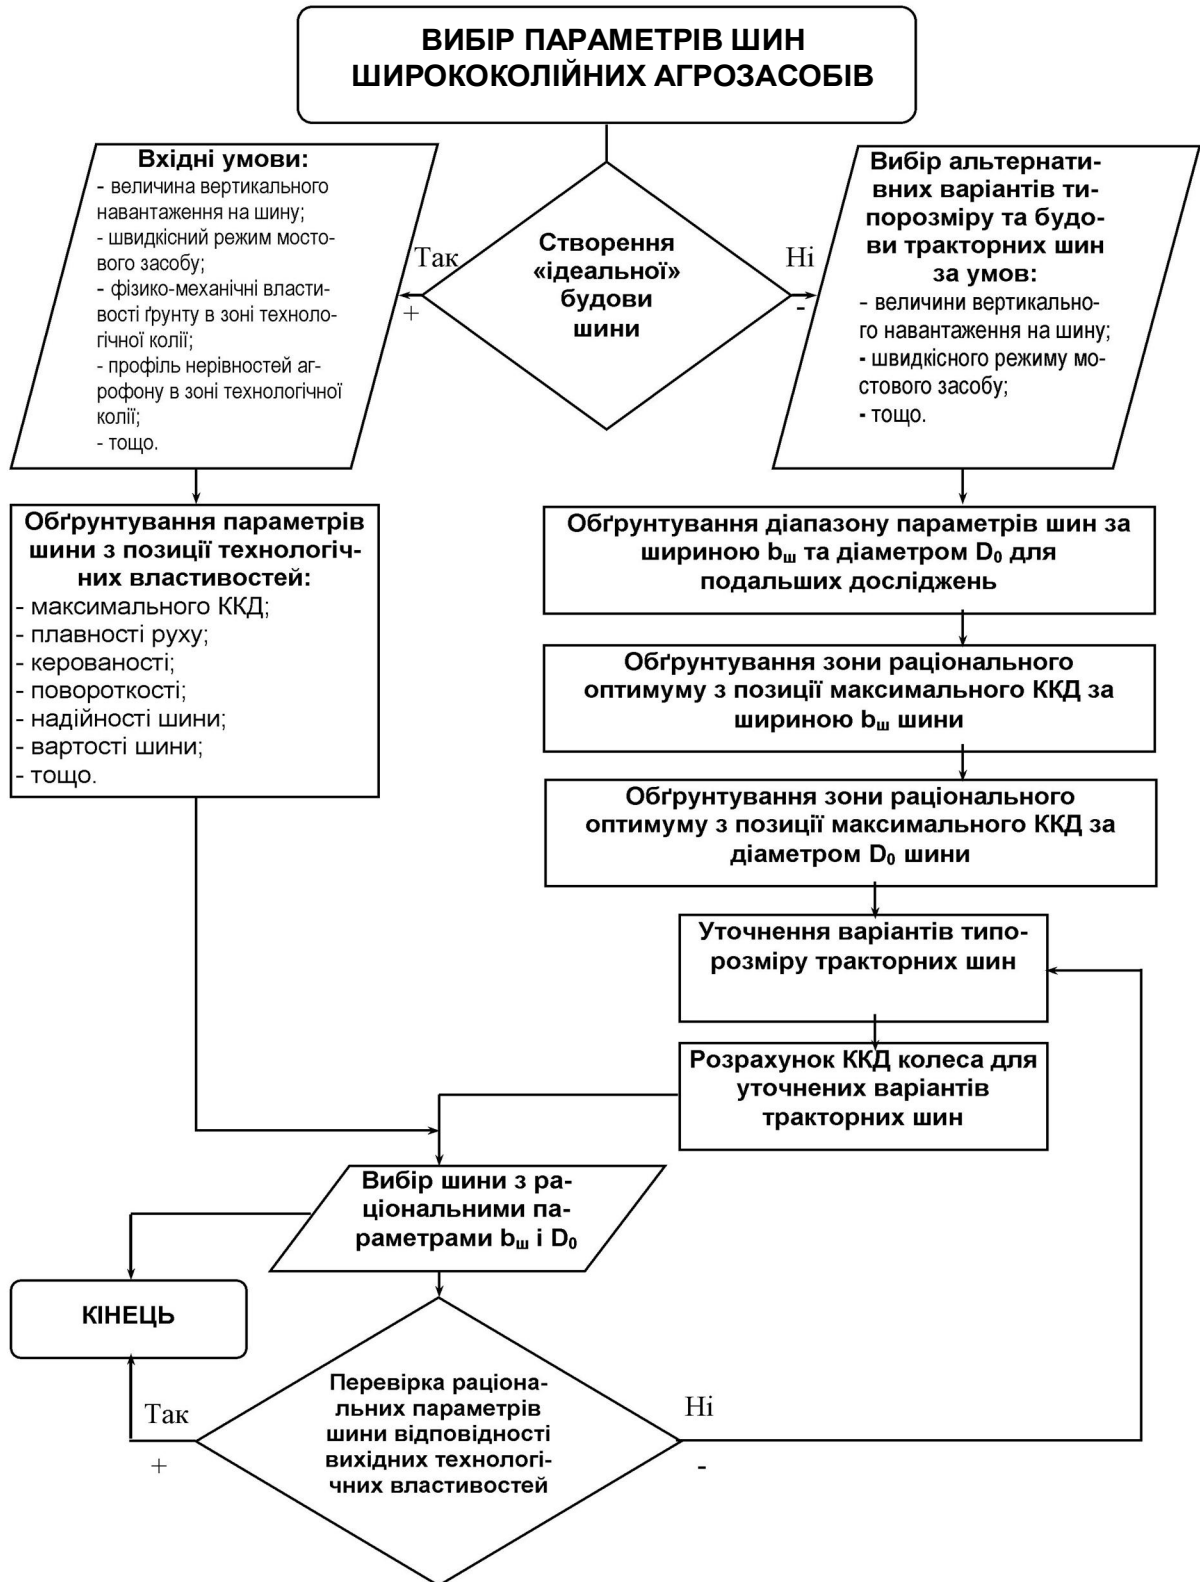 ВИБІР ПАРАМЕТРІВ ШИН
ШИРОКОКОЛІЙНИХ АГРОЗАСОБІВ
Вхідні умови:
- величина вертикального
навантаження на шину;
- швидкісний режим мосто-
вого засобу;
- фізико-механічні власти-
вості ґрунту в зоні техноло-
гічної колії;
- профіль нерівностей аг-
рофону в зоні технологічної
колії;
- тощо.
Так
+
Створення
«ідеальної»
будови
шини
Ні
-
Вибір альтернати-
вних варіантів ти-
порозміру та будо-
ви тракторних шин
за умов:
- величини вертикально-
го навантаження на шину;
- швидкісного режиму мо-
стового засобу;
- тощо.
Обґрунтування параметрів
шини з позиції технологіч-
них властивостей:
- максимального ККД;
- плавності руху;
- керованості;
- повороткості;
- надійності шини;
- вартості шини;
- тощо.
Обґрунтування діапазону параметрів шин за
шириною bш та діаметром D₀ для
подальших досліджень
Обґрунтування зони раціонального
оптимуму з позиції максимального ККД за
шириною bш шини
Обґрунтування зони раціонального
оптимуму з позиції максимального ККД за
діаметром D₀ шини
Уточнення варіантів типо-
розміру тракторних шин
Розрахунок ККД колеса для
уточнених варіантів
тракторних шин
Вибір шини з ра-
ціональними па-
раметрами bш і D₀
КІНЕЦЬ
Так
+
Перевірка раціона-
льних параметрів
шини відповідності
вихідних технологі-
чних властивостей
Ні
-